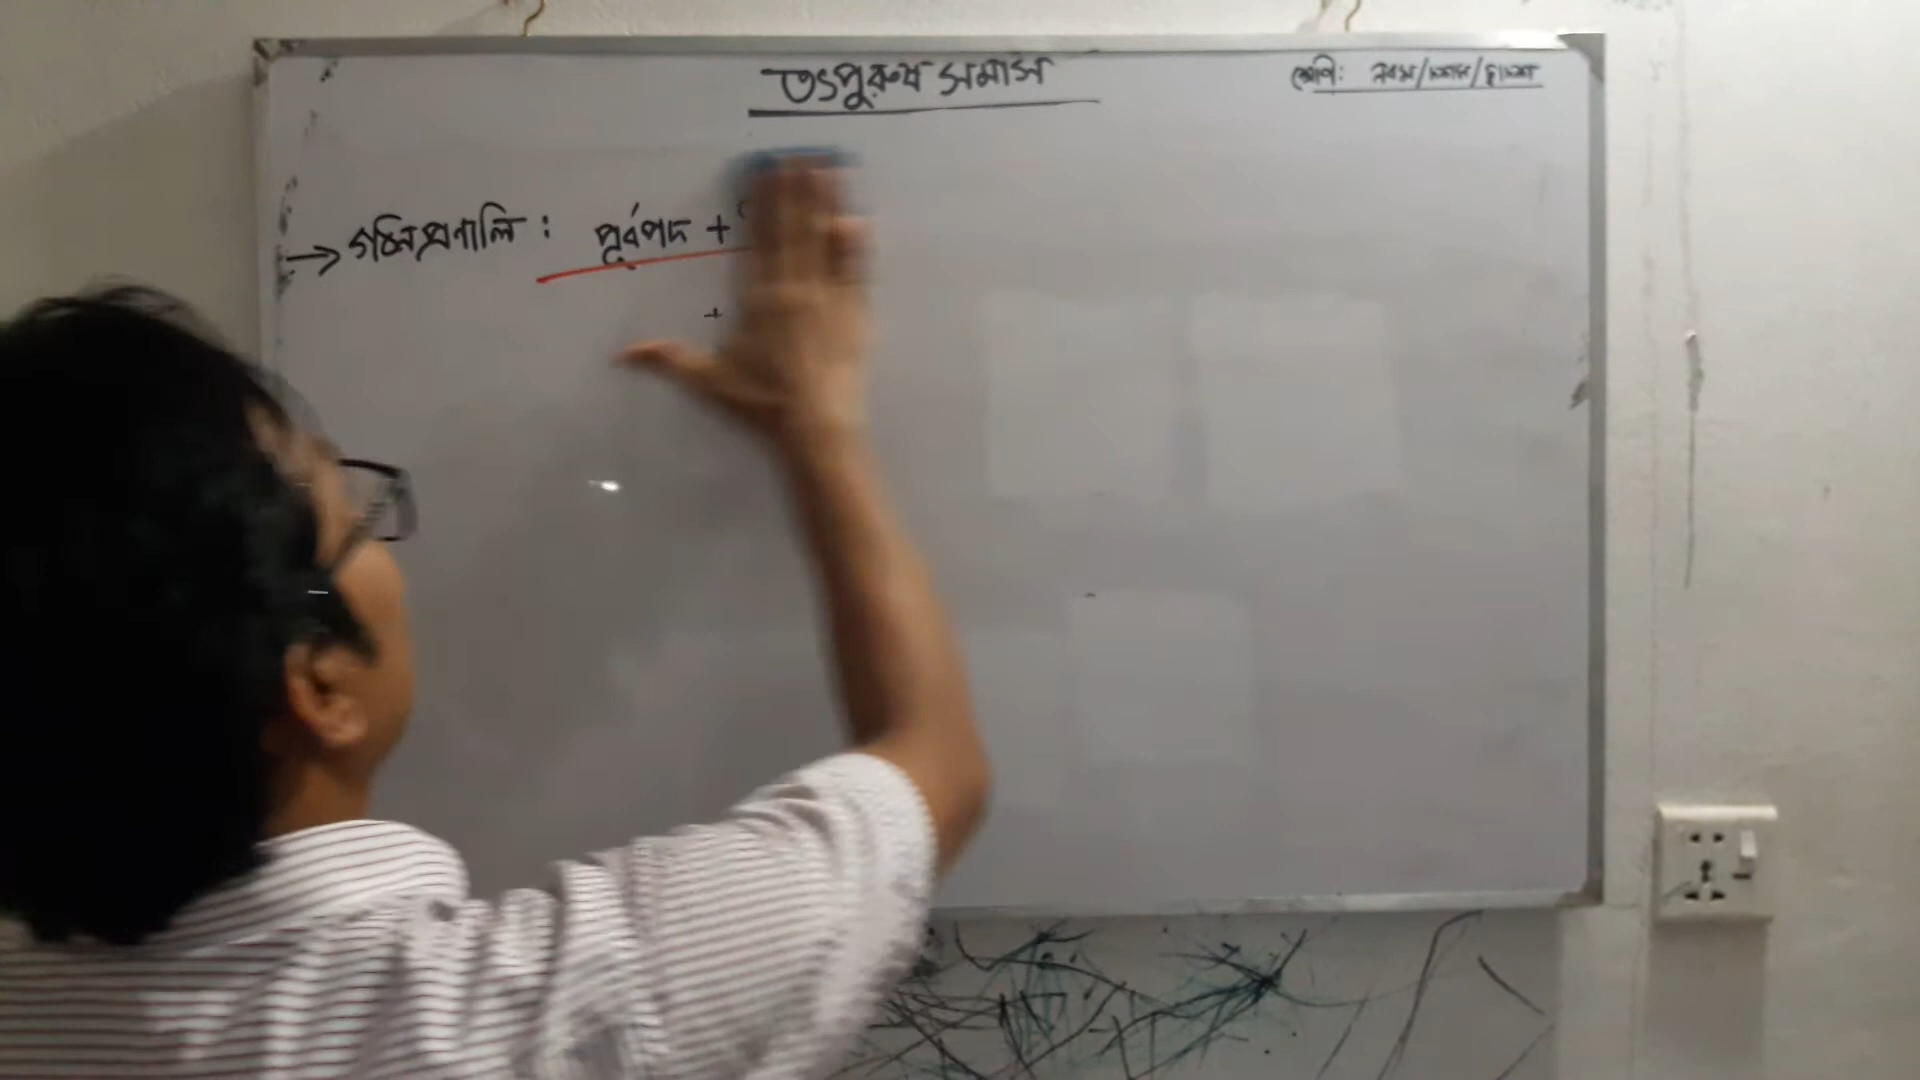 তৎপুরুষ সমাস
শ্রেণি: নবম/দশম/দ্বাদশ
→ গঠনপ্রণালি : পূর্বপদ +
+